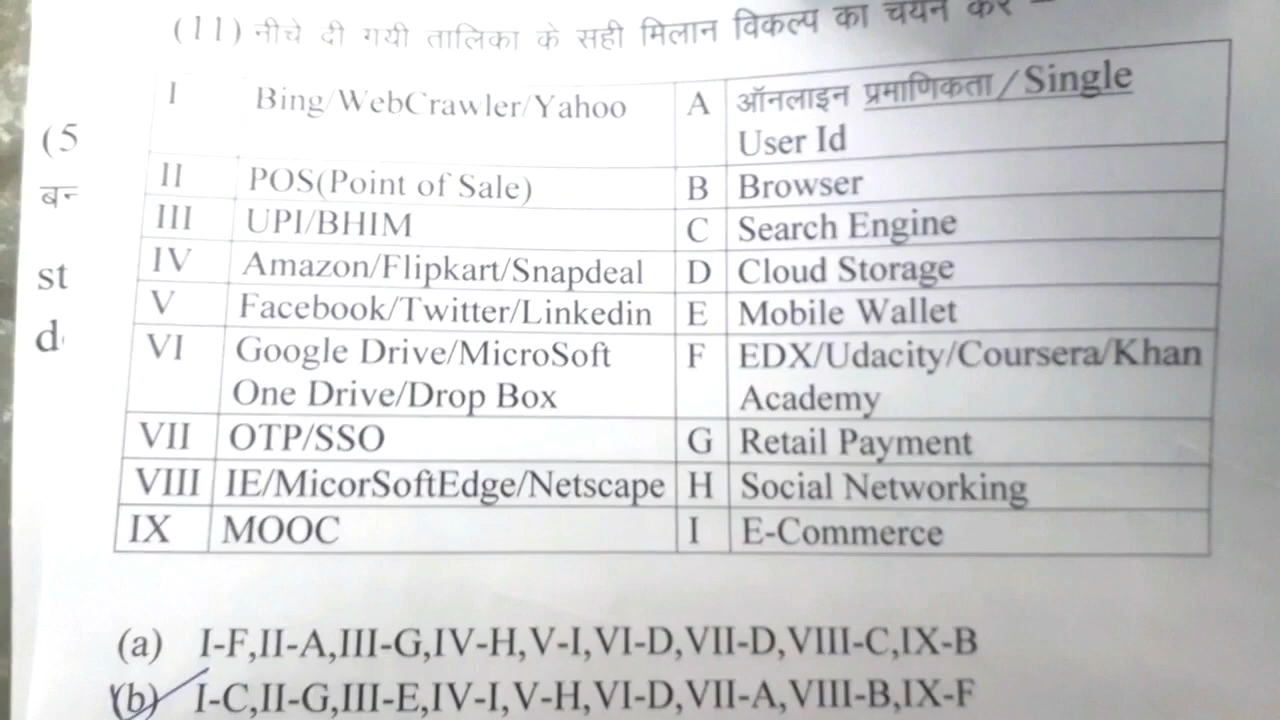 (11) नीचे दी गयी तालिका के सही मिलान विकल्प का चयन करें –
I Bing/WebCrawler/Yahoo A ऑनलाइन प्रमाणिकता / Single
User Id
(5
II POS(Point of Sale) B Browser
बन
III UPI/BHIM C Search Engine
IV Amazon/Flipkart/Snapdeal D Cloud Storage
st
V Facebook/Twitter/Linkedin E Mobile Wallet
VI Google Drive/MicroSoft F EDX/Udacity/Coursera/Khan
d
One Drive/Drop Box Academy
VII OTP/SSO G Retail Payment
VIII IE/MicorSoftEdge/Netscape H Social Networking
IX MOOC I E-Commerce
(a) I-F,II-A,III-G,IV-H,V-I,VI-D,VII-D,VIII-C,IX-B
(b) I-C,II-G,III-E,IV-I,V-H,VI-D,VII-A,VIII-B,IX-F